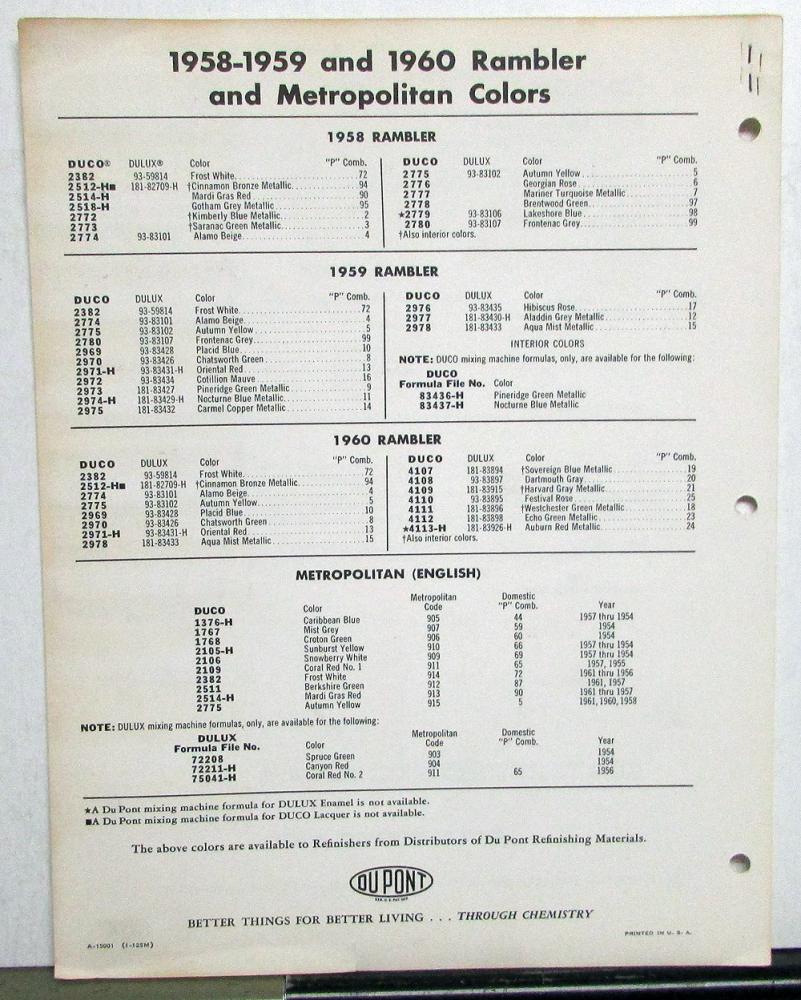 1958-1959 and 1960 Rambler
and Metropolitan Colors
1958 RAMBLER
DUCO® DULUX® Color "P" Comb.
2382 93-59814 Frost White 72
2512-H■ 181-82709-H †Cinnamon Bronze Metallic 94
2514-H Mardi Gras Red 90
2518-H Gotham Grey Metallic 95
2772 †Kimberly Blue Metallic 2
2773 †Saranac Green Metallic 3
2774 93-83101 Alamo Beige 4
DUCO DULUX Color "P" Comb.
2775 93-83102 Autumn Yellow 5
2776 Georgian Rose 6
2777 Mariner Turquoise Metallic 7
2778 Brentwood Green 97
★2779 93-83106 Lakeshore Blue 98
2780 93-83107 Frontenac Grey 99
†Also interior colors.
1959 RAMBLER
DUCO DULUX Color "P" Comb.
2382 93-59814 Frost White 72
2774 93-83101 Alamo Beige 4
2775 93-83102 Autumn Yellow 5
2780 93-83107 Frontenac Grey 99
2969 93-83428 Placid Blue 10
2970 93-83426 Chatsworth Green 8
2971-H 93-83431-H Oriental Red 13
2972 93-83434 Cotillion Mauve 16
2973 181-83427 Pineridge Green Metallic 9
2974-H 181-83429-H Nocturne Blue Metallic 11
2975 181-83432 Carmel Copper Metallic 14
DUCO DULUX Color "P" Comb.
2976 93-83435 Hibiscus Rose 17
2977 181-83430-H Aladdin Grey Metallic 12
2978 181-83433 Aqua Mist Metallic 15
INTERIOR COLORS
NOTE: DUCO mixing machine formulas, only, are available for the following:
DUCO
Formula File No. Color
83436-H Pineridge Green Metallic
83437-H Nocturne Blue Metallic
1960 RAMBLER
DUCO DULUX Color "P" Comb.
2382 93-59814 Frost White 72
2512-H■ 181-82709-H †Cinnamon Bronze Metallic 94
2774 93-83101 Alamo Beige 4
2775 93-83102 Autumn Yellow 5
2969 93-83428 Placid Blue 10
2970 93-83426 Chatsworth Green 8
2971-H 93-83431-H Oriental Red 13
2978 181-83433 Aqua Mist Metallic 15
DUCO DULUX Color "P" Comb.
4107 181-83894 †Sovereign Blue Metallic 19
4108 93-83897 Dartmouth Gray 20
4109 181-83915 †Harvard Gray Metallic 21
4110 93-83895 Festival Rose 25
4111 181-83896 †Westchester Green Metallic 18
4112 181-83898 Echo Green Metallic 23
★4113-H 181-83926-H Auburn Red Metallic 24
†Also interior colors.
METROPOLITAN (ENGLISH)
DUCO Color Metropolitan Code Domestic "P" Comb. Year
1376-H Caribbean Blue 905 44 1957 thru 1954
1767 Mist Grey 907 59 1954
1768 Croton Green 906 60 1954
2105-H Sunburst Yellow 910 66 1957 thru 1954
2106 Snowberry White 909 69 1957 thru 1954
2109 Coral Red No. 1 911 65 1957, 1955
2382 Frost White 914 72 1961 thru 1956
2511 Berkshire Green 912 87 1961, 1957
2514-H Mardi Gras Red 913 90 1961 thru 1957
2775 Autumn Yellow 915 5 1961, 1960, 1958
NOTE: DULUX mixing machine formulas, only, are available for the following:
DULUX Formula File No. Color Metropolitan Code Domestic "P" Comb. Year
72208 Spruce Green 903 1954
72211-H Canyon Red 904 1954
75041-H Coral Red No. 2 911 65 1956
★A Du Pont mixing machine formula for DULUX Enamel is not available.
■A Du Pont mixing machine formula for DUCO Lacquer is not available.
The above colors are available to Refinishers from Distributors of Du Pont Refinishing Materials.
DU PONT
BETTER THINGS FOR BETTER LIVING . . . THROUGH CHEMISTRY
A-15001 (1-125M)
PRINTED IN U. S. A.